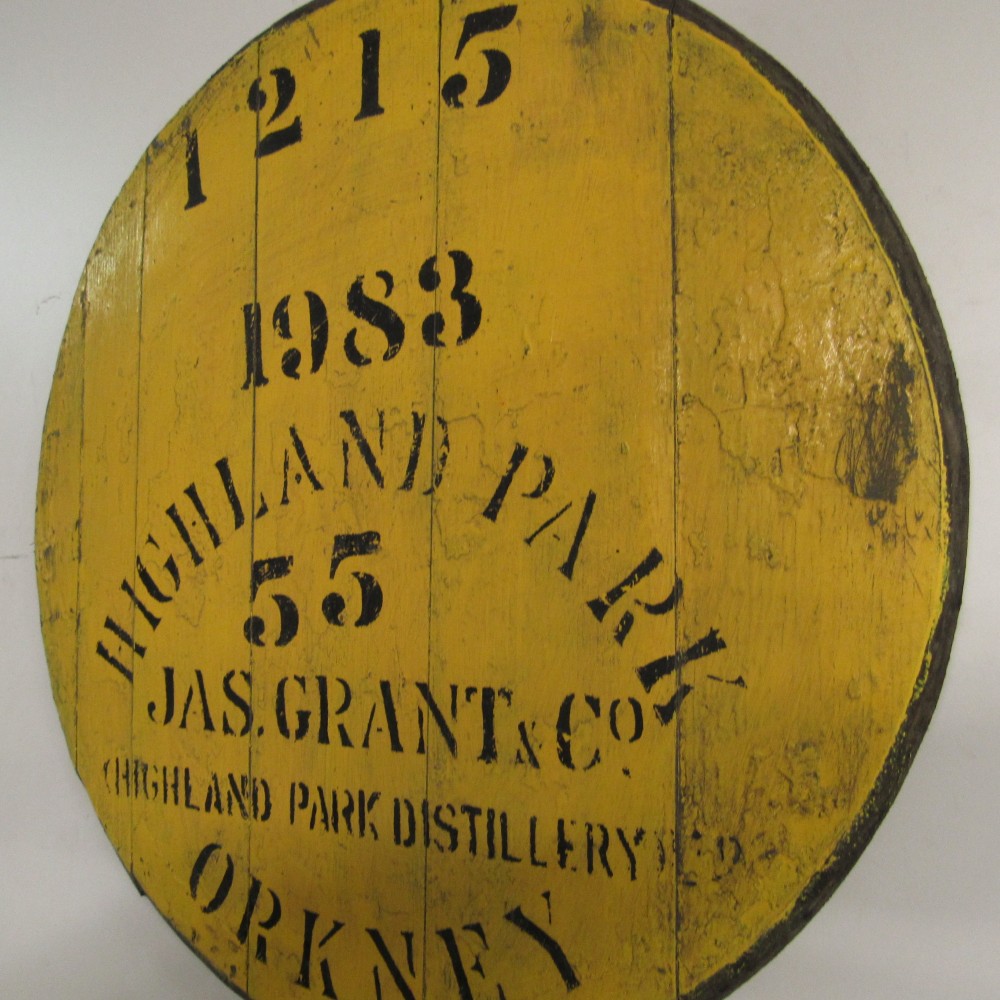 1215
1983
HIGHLAND PARK
55
JAS. GRANT & Co.
(HIGHLAND PARK DISTILLERY
ORKNEY